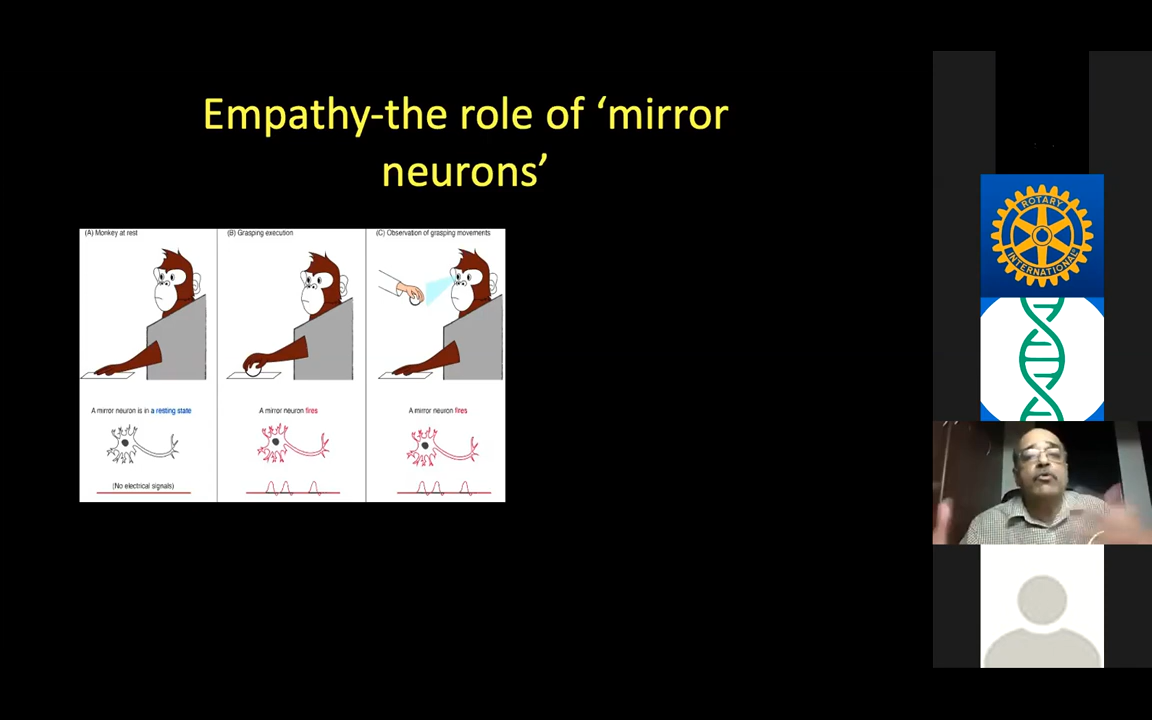 Empathy-the role of ‘mirror
neurons’
(A) Monkey at rest
(B) Grasping execution
(C) Observation of grasping movements
A mirror neuron is in a resting state
A mirror neuron fires
A mirror neuron fires
(No electrical signals)
ROTARY
INTERNATIONAL